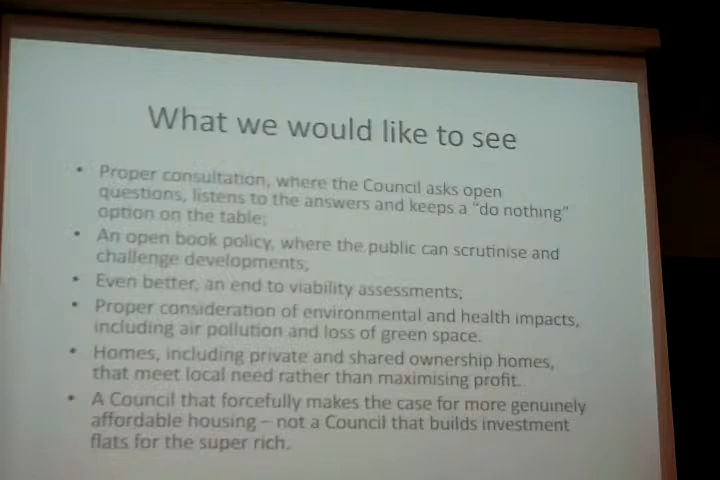 What we would like to see
• Proper consultation, where the Council asks open
questions, listens to the answers and keeps a "do nothing"
option on the table;
• An open book policy, where the public can scrutinise and
challenge developments;
• Even better, an end to viability assessments;
• Proper consideration of environmental and health impacts,
including air pollution and loss of green space.
• Homes, including private and shared ownership homes,
that meet local need rather than maximising profit.
• A Council that forcefully makes the case for more genuinely
affordable housing – not a Council that builds investment
flats for the super rich.